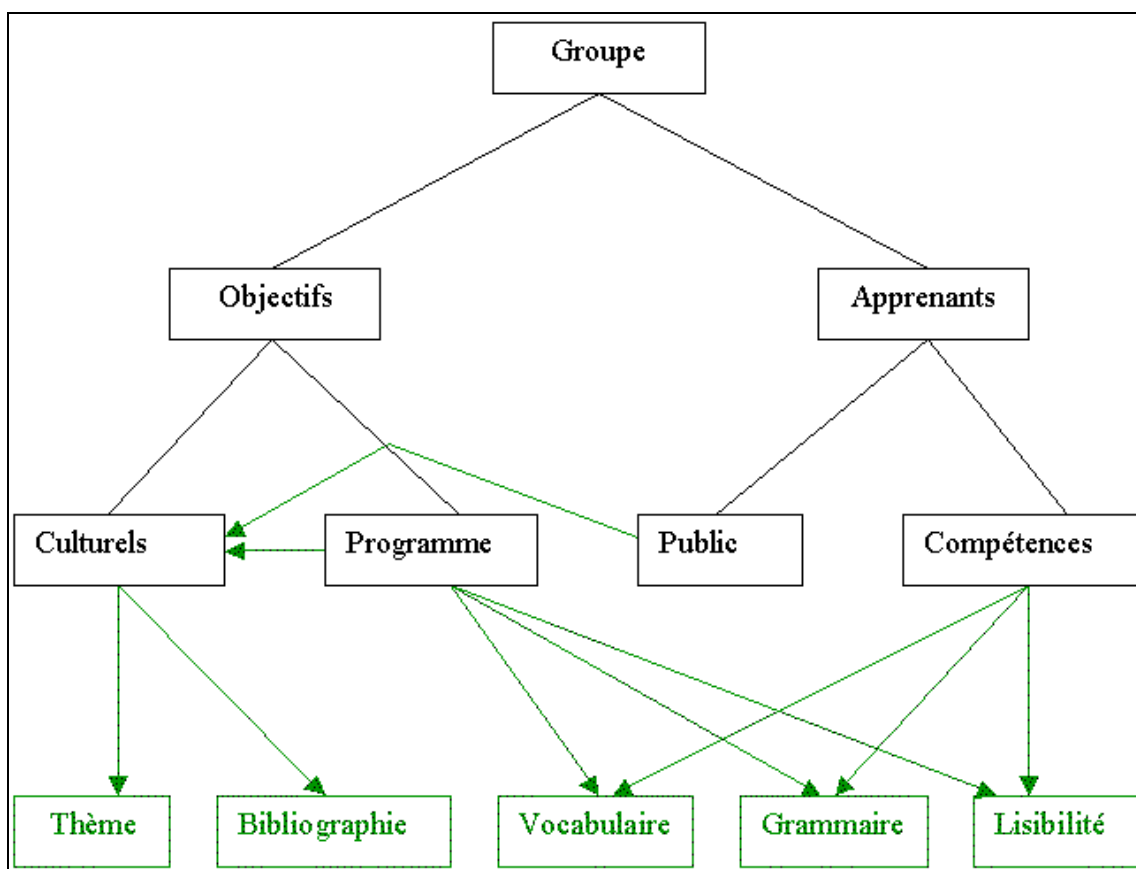 Groupe
Objectifs
Apprenants
Culturels
Programme
Public
Compétences
Thème
Bibliographie
Vocabulaire
Grammaire
Lisibilité